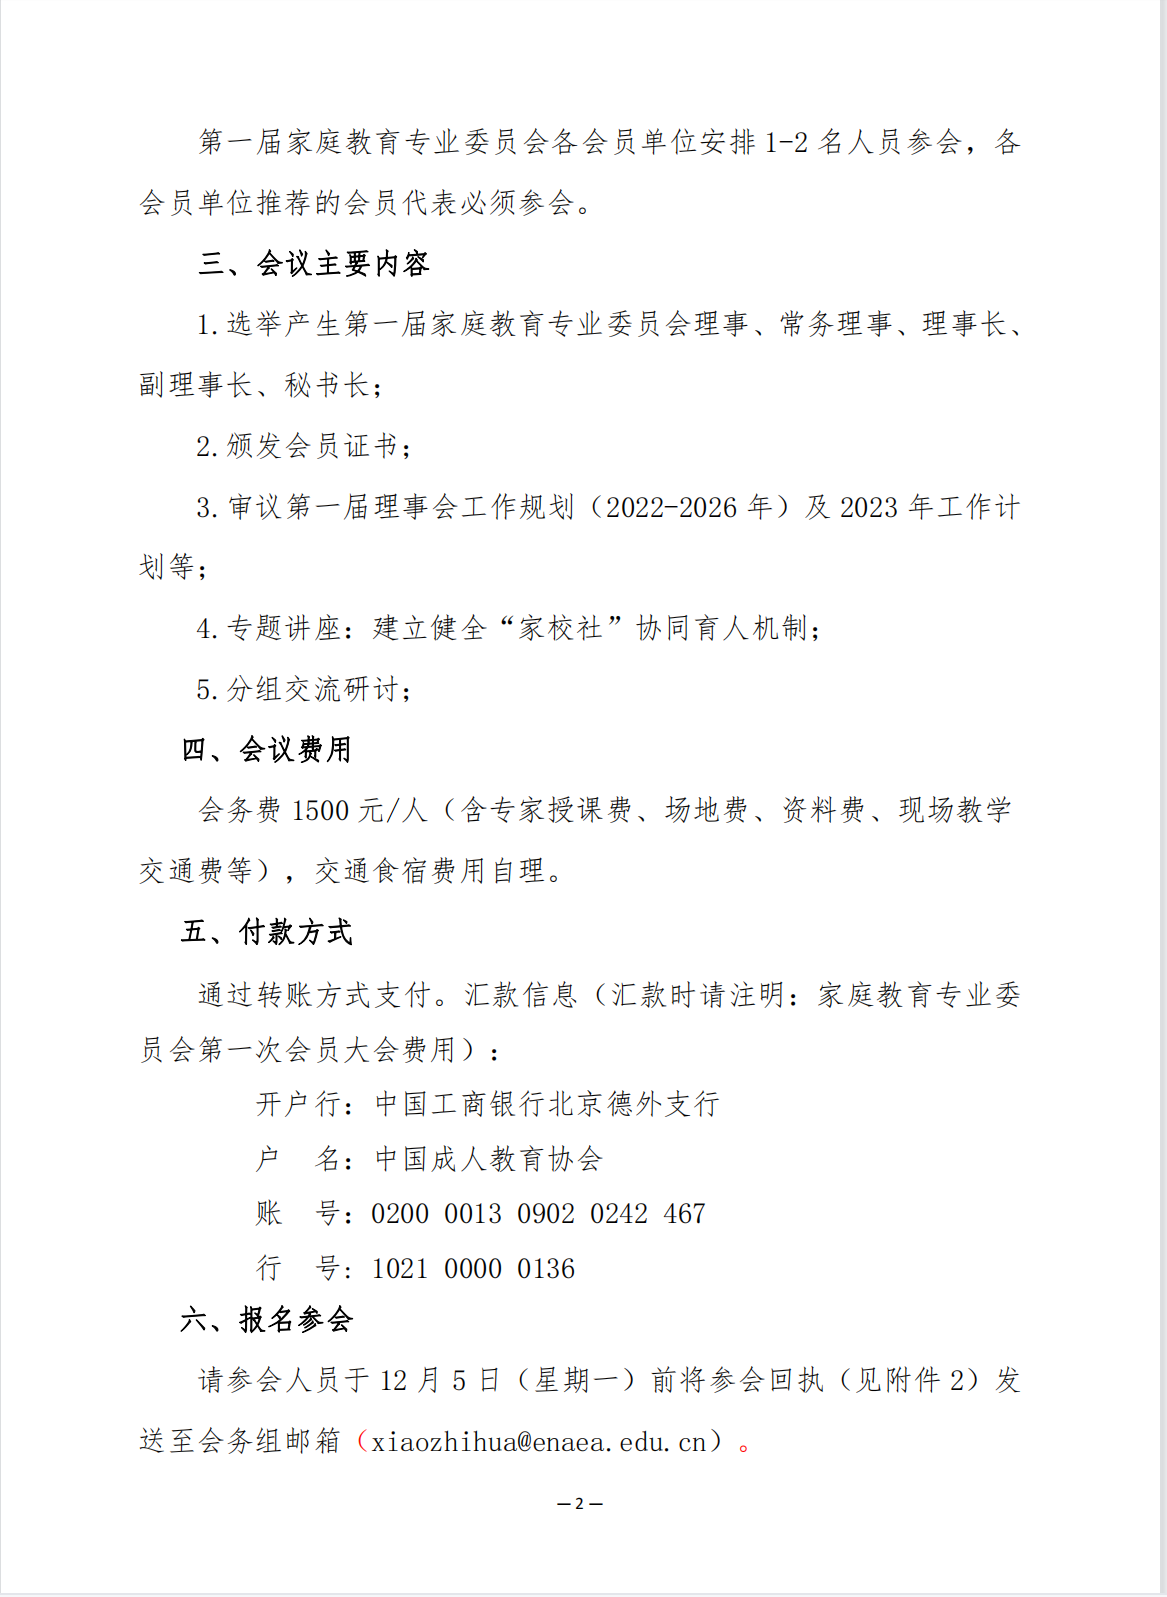 第一届家庭教育专业委员会各会员单位安排 1-2 名人员参会，各
会员单位推荐的会员代表必须参会。
三、会议主要内容
1.选举产生第一届家庭教育专业委员会理事、常务理事、理事长、
副理事长、秘书长；
2.颁发会员证书；
3.审议第一届理事会工作规划（2022-2026 年）及 2023 年工作计
划等；
4.专题讲座：建立健全“家校社”协同育人机制；
5.分组交流研讨；
四、会议费用
会务费 1500 元/人（含专家授课费、场地费、资料费、现场教学
交通费等），交通食宿费用自理。
五、付款方式
通过转账方式支付。汇款信息（汇款时请注明：家庭教育专业委
员会第一次会员大会费用）：
开户行：中国工商银行北京德外支行
户　名：中国成人教育协会
账　号：0200 0013 0902 0242 467
行　号：1021 0000 0136
六、报名参会
请参会人员于 12 月 5 日（星期一）前将参会回执（见附件 2）发
送至会务组邮箱（xiaozhihua@enaea.edu.cn）。
— 2 —